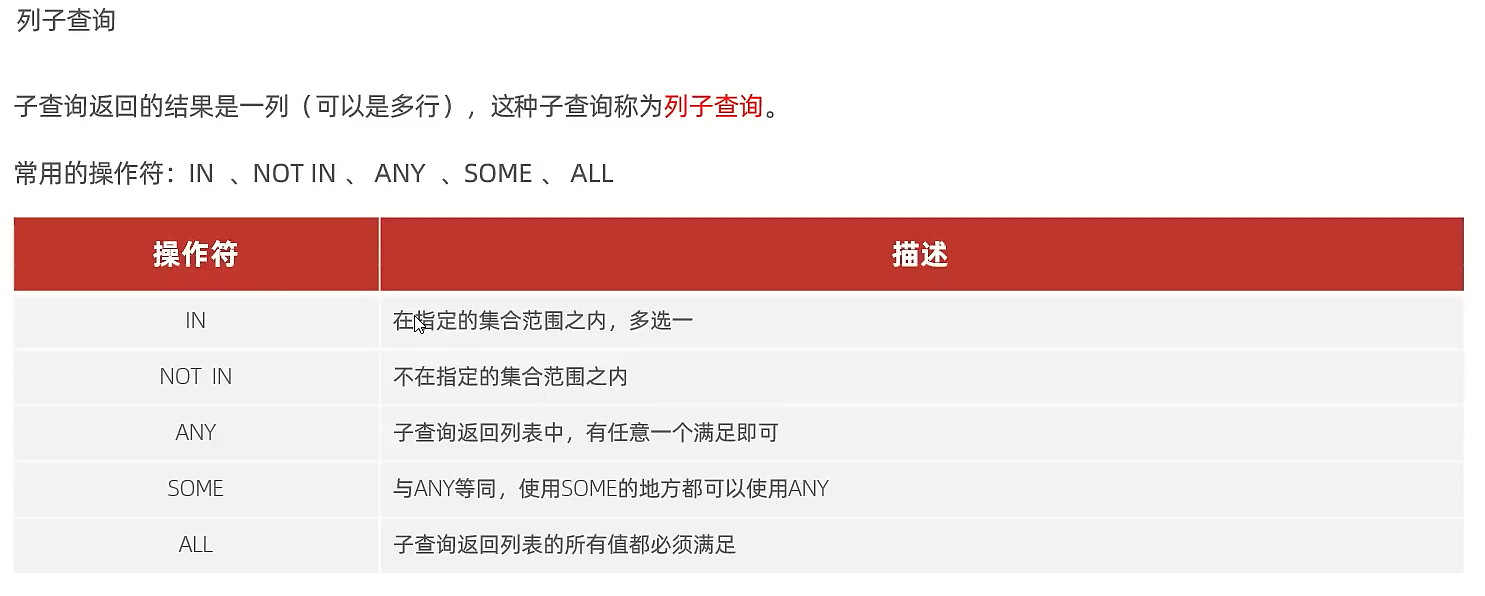 列子查询
子查询返回的结果是一列（可以是多行），这种子查询称为列子查询。
常用的操作符：IN 、NOT IN 、 ANY 、SOME 、 ALL
操作符 描述
IN 在指定的集合范围之内，多选一
NOT IN 不在指定的集合范围之内
ANY 子查询返回列表中，有任意一个满足即可
SOME 与ANY等同，使用SOME的地方都可以使用ANY
ALL 子查询返回列表的所有值都必须满足